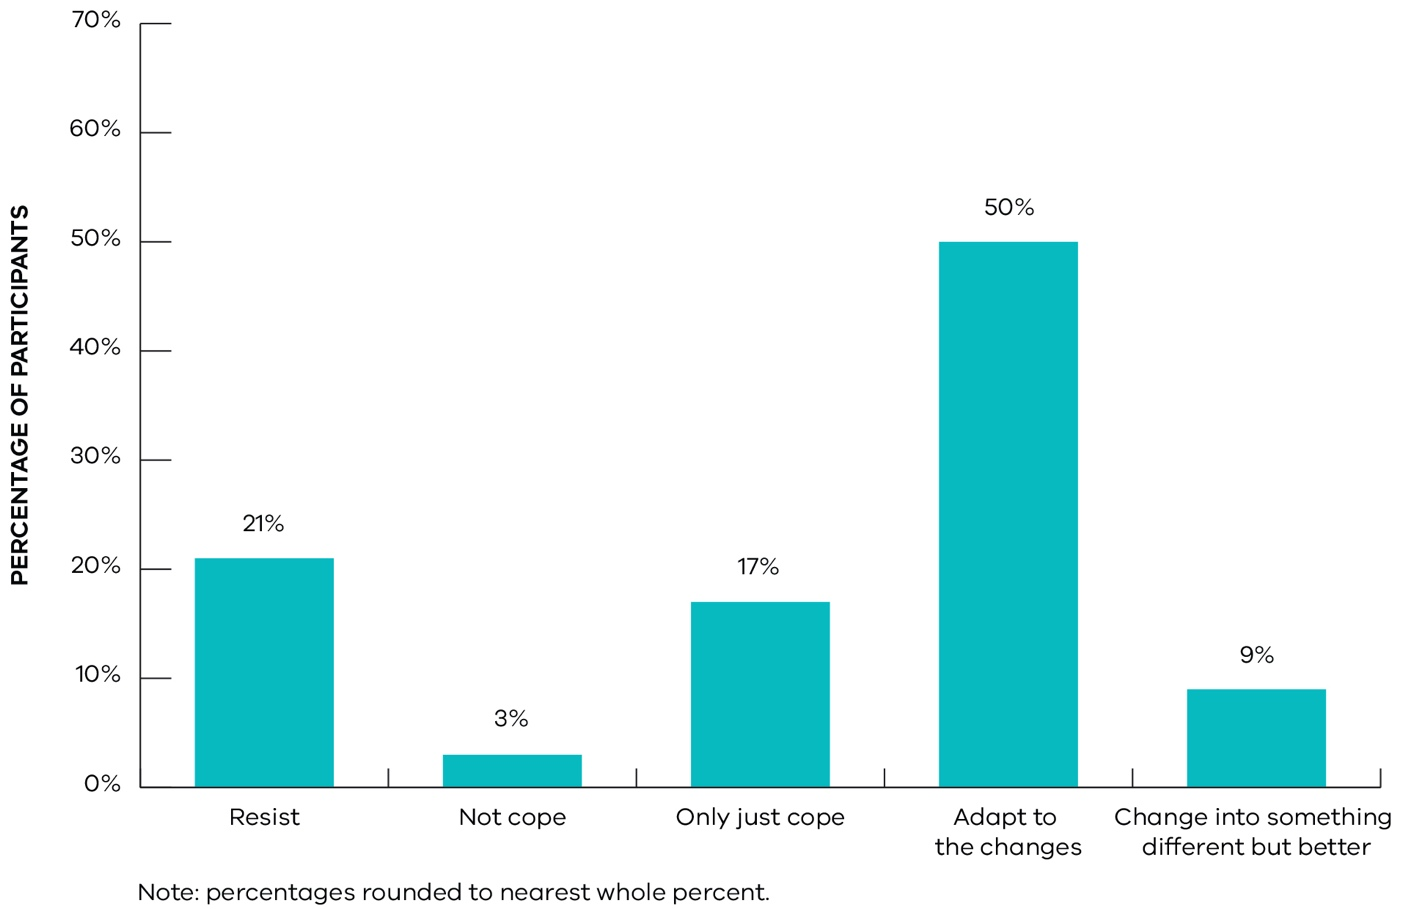 70%
60%
50%
40%
30%
20%
10%
0%
PERCENTAGE OF PARTICIPANTS
21%
3%
17%
50%
9%
Resist
Not cope
Only just cope
Adapt to
the changes
Change into something
different but better
Note: percentages rounded to nearest whole percent.